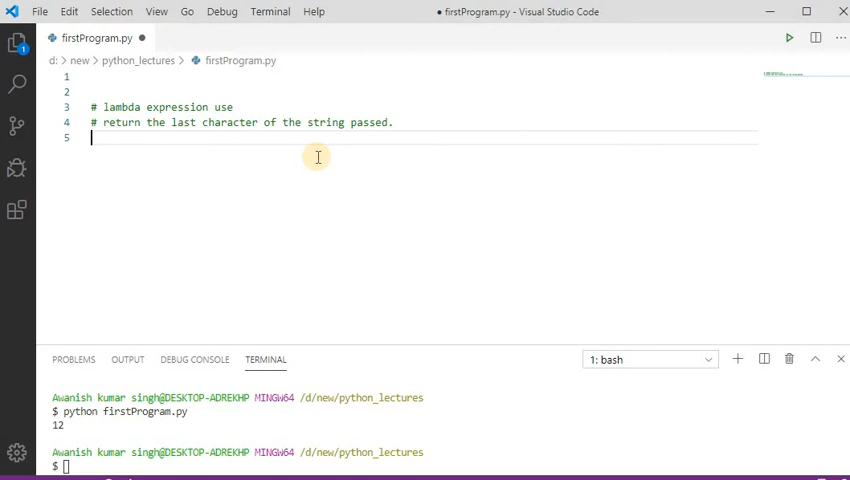 File Edit Selection View Go Debug Terminal Help ● firstProgram.py - Visual Studio Code
firstProgram.py ●
d: > new > python_lectures > firstProgram.py
1
2
3 # lambda expression use
4 # return the last character of the string passed.
5
1
PROBLEMS OUTPUT DEBUG CONSOLE TERMINAL 1: bash
Awanish kumar singh@DESKTOP-ADREKHP MINGW64 /d/new/python_lectures
$ python firstProgram.py
12
Awanish kumar singh@DESKTOP-ADREKHP MINGW64 /d/new/python_lectures
$